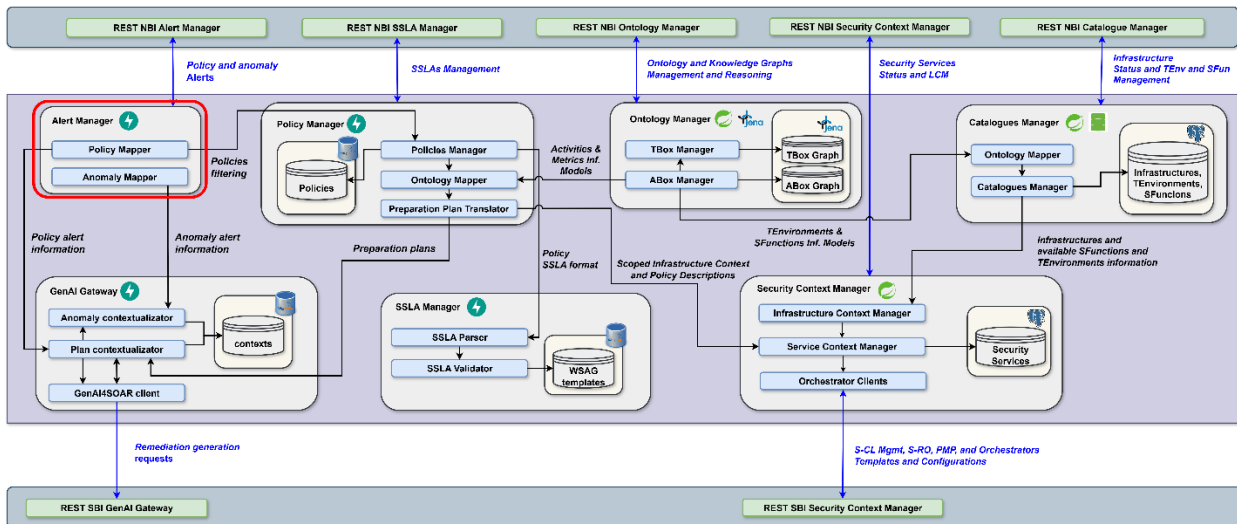 REST NBI Alert Manager
REST NBI SSLA Manager
REST NBI Ontology Manager
REST NBI Security Context Manager
REST NBI Catalogue Manager
Policy and anomaly
Alerts
SSLAs Management
Ontology and Knowledge Graphs
Management and Reasoning
Security Services
Status and LCM
Infrastructure
Status and TEnv and SFun
Management
Alert Manager
Policy Mapper
Anomaly Mapper
Policies
filtering
Policy Manager
Policies
Policies Manager
Ontology Mapper
Preparation Plan Translator
Activities &
Metrics Inf.
Models
Ontology Manager
Jena
Jena
TBox Manager
ABox Manager
TBox Graph
ABox Graph
Catalogues Manager
Ontology Mapper
Catalogues Manager
Infrastructures,
TEnvironments,
SFuncions
Policy alert
information
Anomaly alert
information
Preparation plans
Policy
SSLA format
TEnvironments &
SFunctions Inf. Models
Scoped Infrastructure Context
and Policy Descriptions
Infrastructures and
available SFunctions and
TEnvironments information
GenAI Gateway
Anomaly contextualizor
Plan contextualizor
GenAI4SOAR client
contexts
SSLA Manager
SSLA Parser
SSLA Validator
WSAG
templates
Security Context Manager
Infrastructure Context Manager
Service Context Manager
Orchestrator Clients
Security
Services
Remediation generation
requests
S-CL Mgmt, S-RO, PMP, and Orchestrators
Templates and Configurations
REST SBI GenAI Gateway
REST SBI Security Context Manager